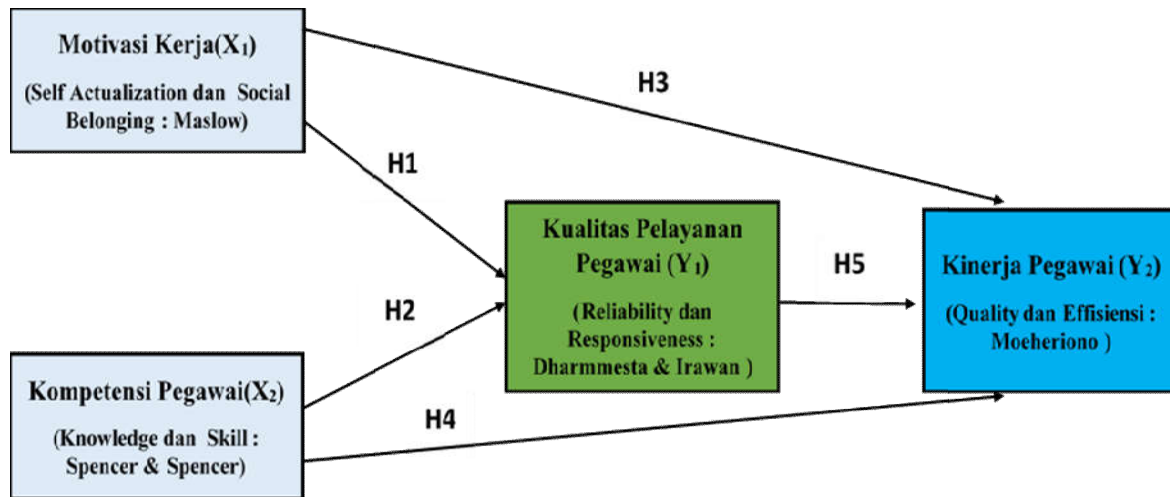 Motivasi Kerja(X₁)
(Self Actualization dan Social
Belonging : Maslow)
H3
H1
Kualitas Pelayanan
Pegawai (Y₁)
(Reliability dan
Responsiveness :
Dharmmesta & Irawan )
H5
Kinerja Pegawai (Y₂)
(Quality dan Effisiensi :
Moeheriono )
H2
Kompetensi Pegawai(X₂)
(Knowledge dan Skill :
Spencer & Spencer)
H4